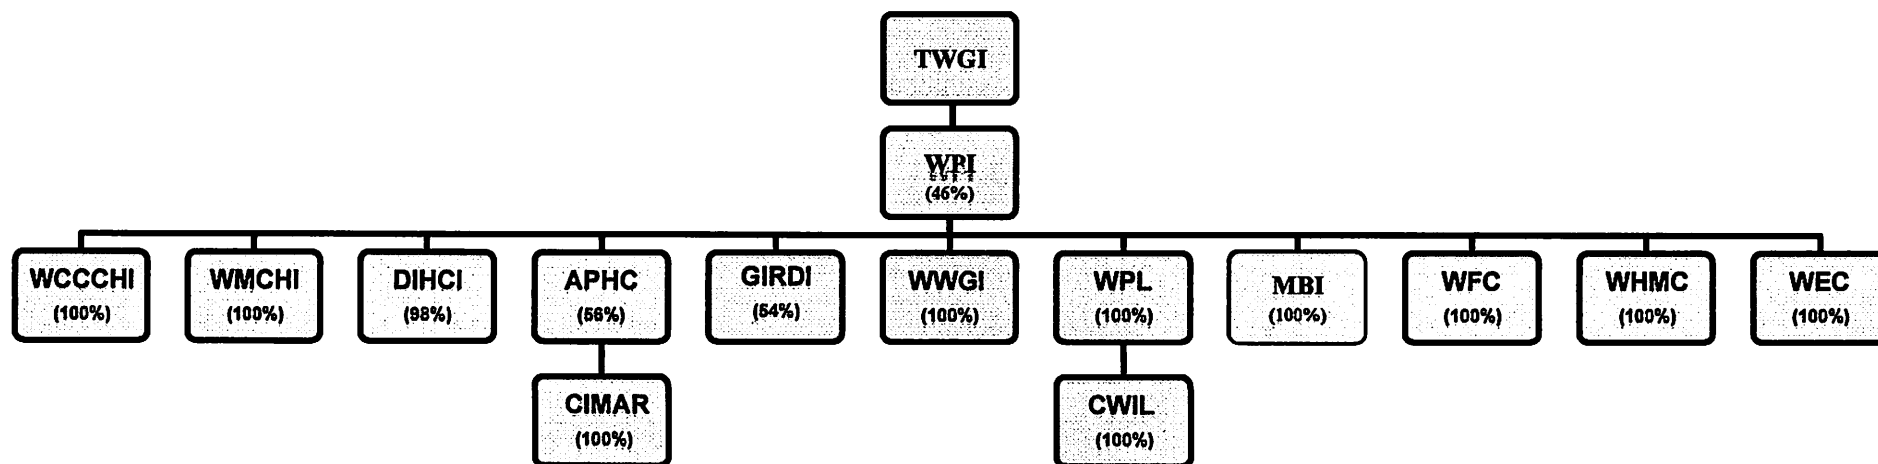 TWGI
WPI
(46%)
WCCCHI
(100%)
WMCHI
(100%)
DIHCI
(98%)
APHC
(56%)
GIRDI
(54%)
WWGI
(100%)
WPL
(100%)
MBI
(100%)
WFC
(100%)
WHMC
(100%)
WEC
(100%)
CIMAR
(100%)
CWIL
(100%)